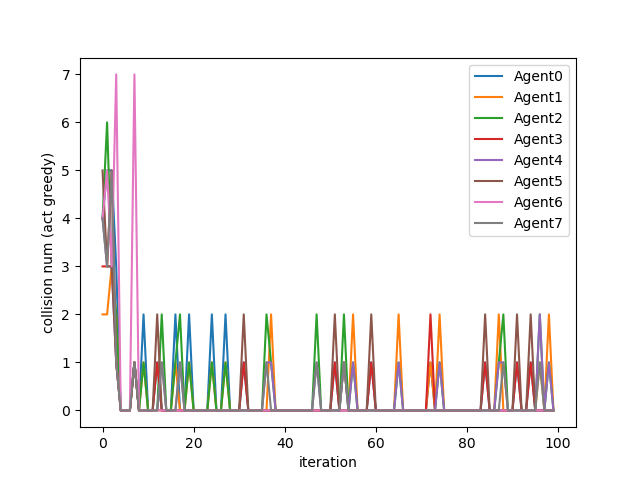 7
6
5
4
3
2
1
0
collision num (act greedy)
Agent0
Agent1
Agent2
Agent3
Agent4
Agent5
Agent6
Agent7
0 20 40 60 80 100
iteration